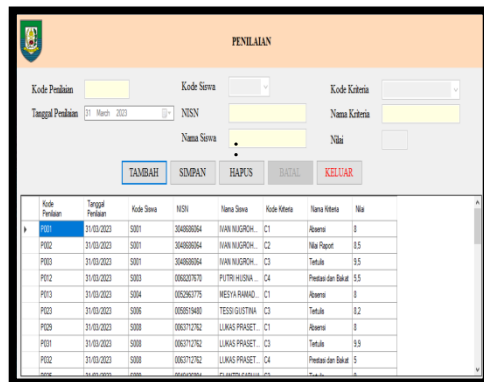 PENILAIAN
Kode Penilaian Kode Siswa Kode Kriteria
Tanggal Penilaian 31 March 2023 NISN Nama Kriteria
Nama Siswa : Nilai
TAMBAH SIMPAN HAPUS BATAL KELUAR
Kode Penilaian Tanggal Penilaian Kode Siswa NISN Nama Siswa Kode Kriteria Nama Kriteria Nilai
P001 31/03/2023 S001 3048686064 IVAN NUGROH... C1 Absensi 8
P002 31/03/2023 S001 3048686064 IVAN NUGROH... C2 Nilai Raport 8,5
P003 31/03/2023 S001 3048686064 IVAN NUGROH... C3 Tertulis 9,5
P012 31/03/2023 S003 0068207670 PUTRI HUSNA ... C4 Prestasi dan Bakat 5,5
P013 31/03/2023 S004 0052963775 MESYA RAMAD... C1 Absensi 8
P023 31/03/2023 S006 0058519480 TESSI GUSTINA C3 Tertulis 8,2
P029 31/03/2023 S008 0063712762 LUKAS PRASET... C1 Absensi 8
P031 31/03/2023 S008 0063712762 LUKAS PRASET... C3 Tertulis 9,9
P032 31/03/2023 S008 0063712762 LUKAS PRASET... C4 Prestasi dan Bakat 5